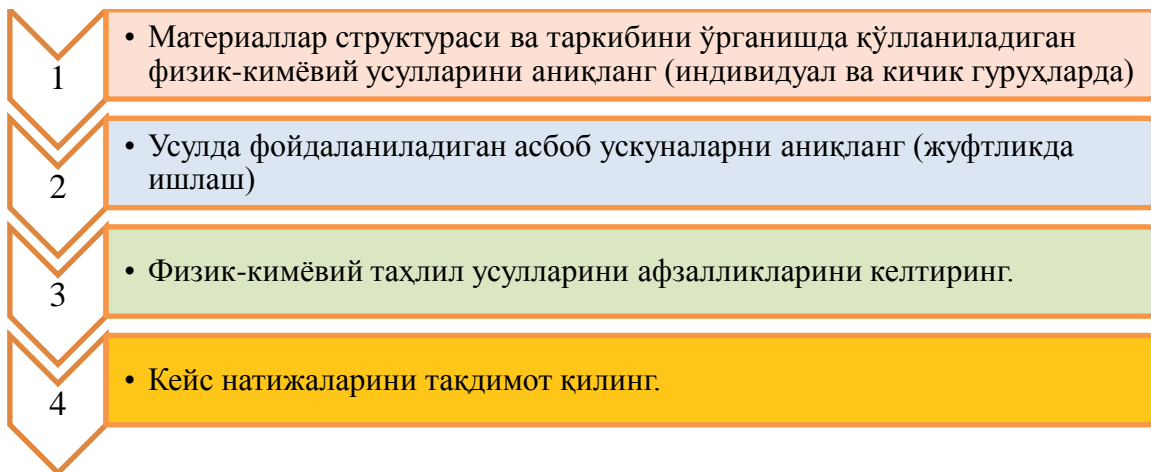 1
• Материаллар структураси ва таркибини ўрганишда қўлланиладиган
физик-кимёвий усулларини аниқланг (индивидуал ва кичик гуруҳларда)
2
• Усулда фойдаланиладиган асбоб ускуналарни аниқланг (жуфтликда
ишлаш)
3
• Физик-кимёвий таҳлил усулларини афзалликларини келтиринг.
4
• Кейс натижаларини тақдимот қилинг.